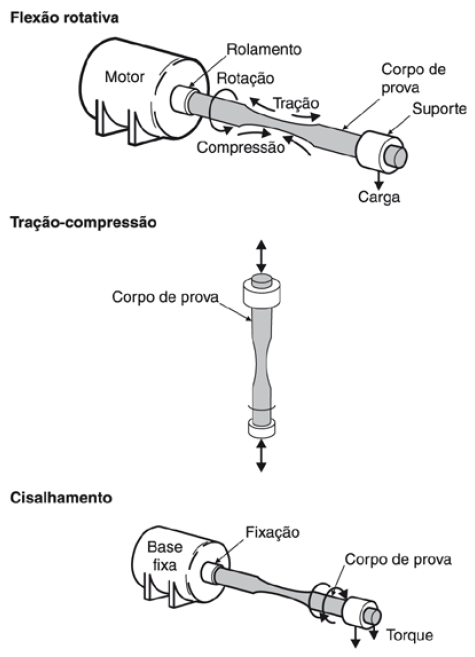 Flexão rotativa
Rolamento
Motor
Rotação
Corpo de
prova
Tração
Suporte
Compressão
Carga
Tração-compressão
Corpo de prova
Cisalhamento
Fixação
Base
fixa
Corpo de prova
Torque